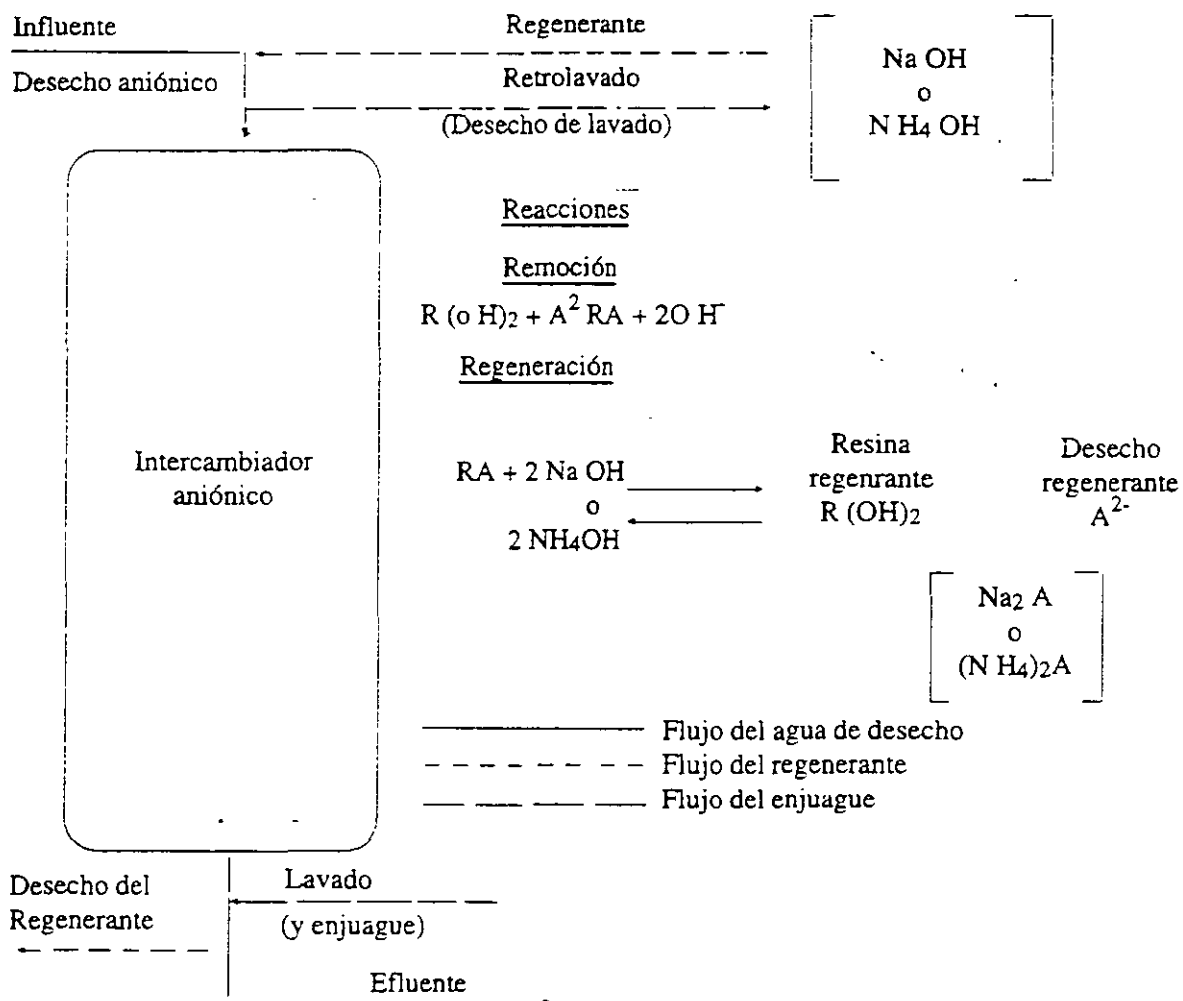 Influente
Desecho aniónico
Regenerante
Retrolavado
(Desecho de lavado)
Na OH
o
N H4 OH
Reacciones
Remoción
R (o H)2 + A2 RA + 2O H-
Regeneración
Intercambiador
aniónico
RA + 2 Na OH
o
2 NH4OH
Resina
regenrante
R (OH)2
Desecho
regenerante
A2-
Na2 A
o
(N H4)2A
Flujo del agua de desecho
Flujo del regenerante
Flujo del enjuague
Desecho del
Regenerante
Lavado
(y enjuague)
Efluente